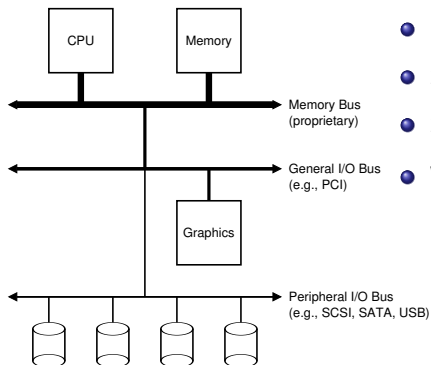 CPU
Memory
Memory Bus
(proprietary)
General I/O Bus
(e.g., PCI)
Graphics
Peripheral I/O Bus
(e.g., SCSI, SATA, USB)